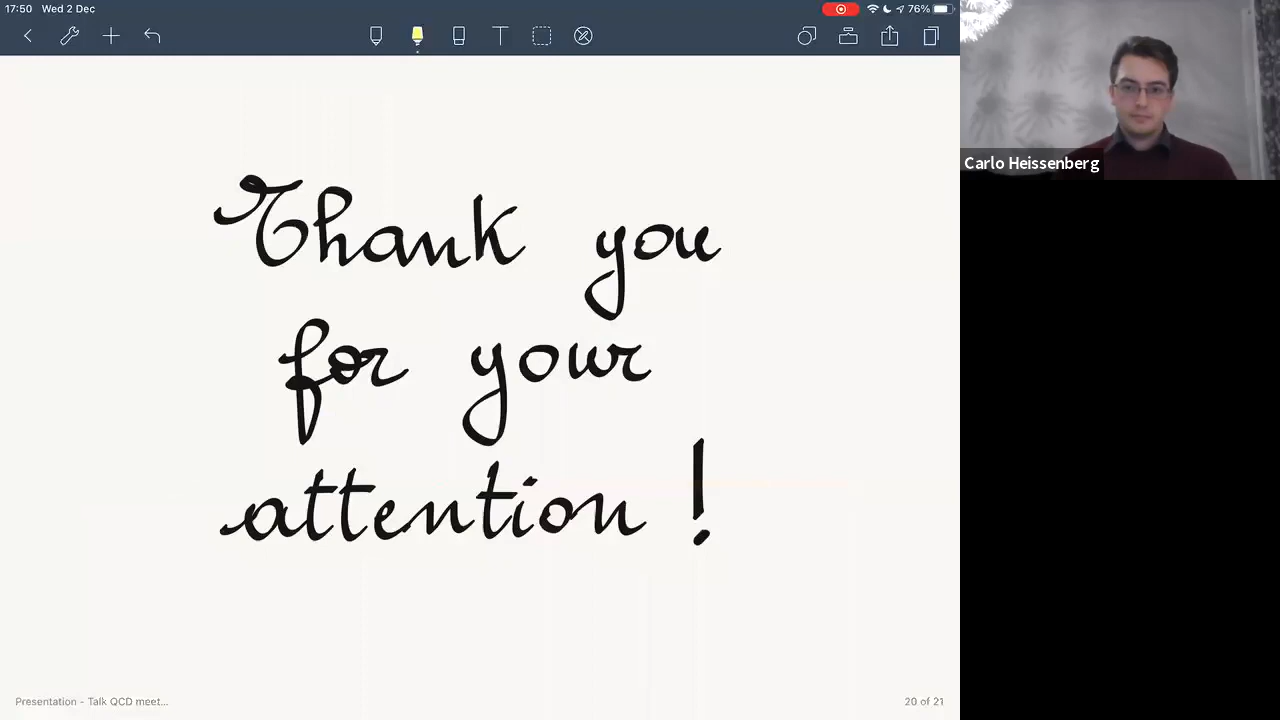 17:50 Wed 2 Dec 76%
Carlo Heissenberg
Thank you
for your
attention !
Presentation - Talk QCD meet... 20 of 21